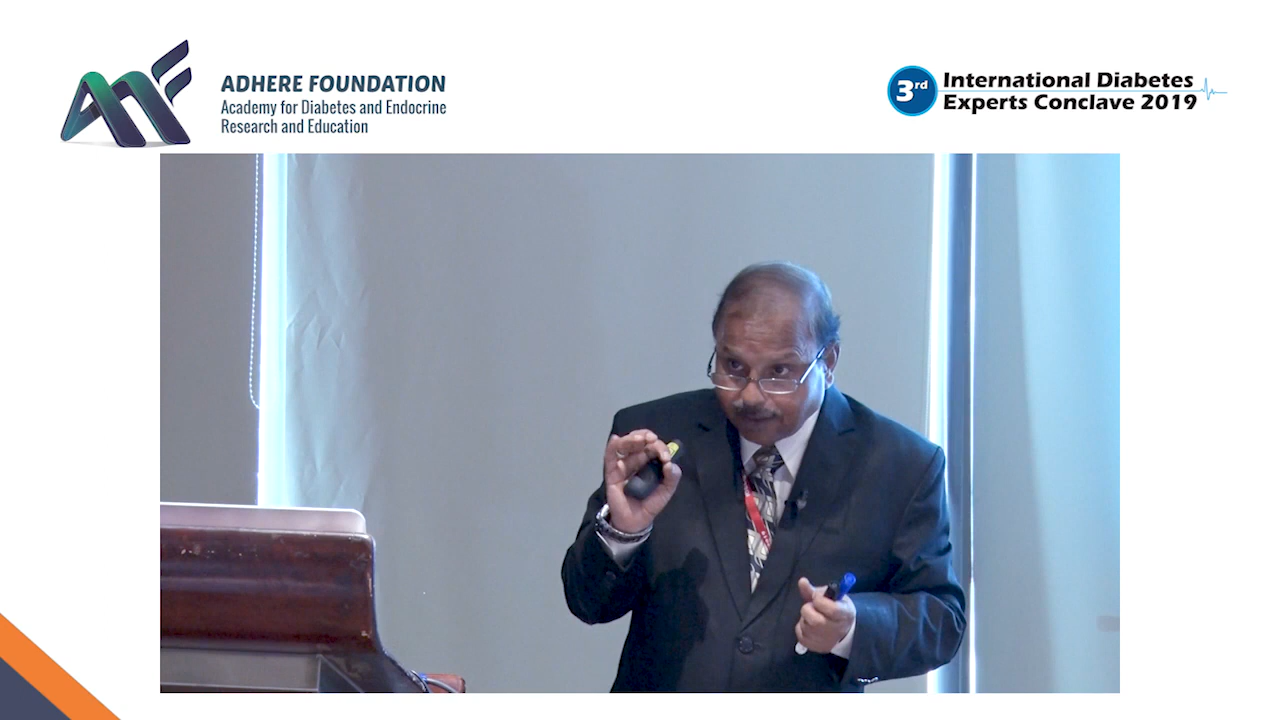 ADHERE FOUNDATION
Academy for Diabetes and Endocrine
Research and Education
3rd
International Diabetes
Experts Conclave 2019